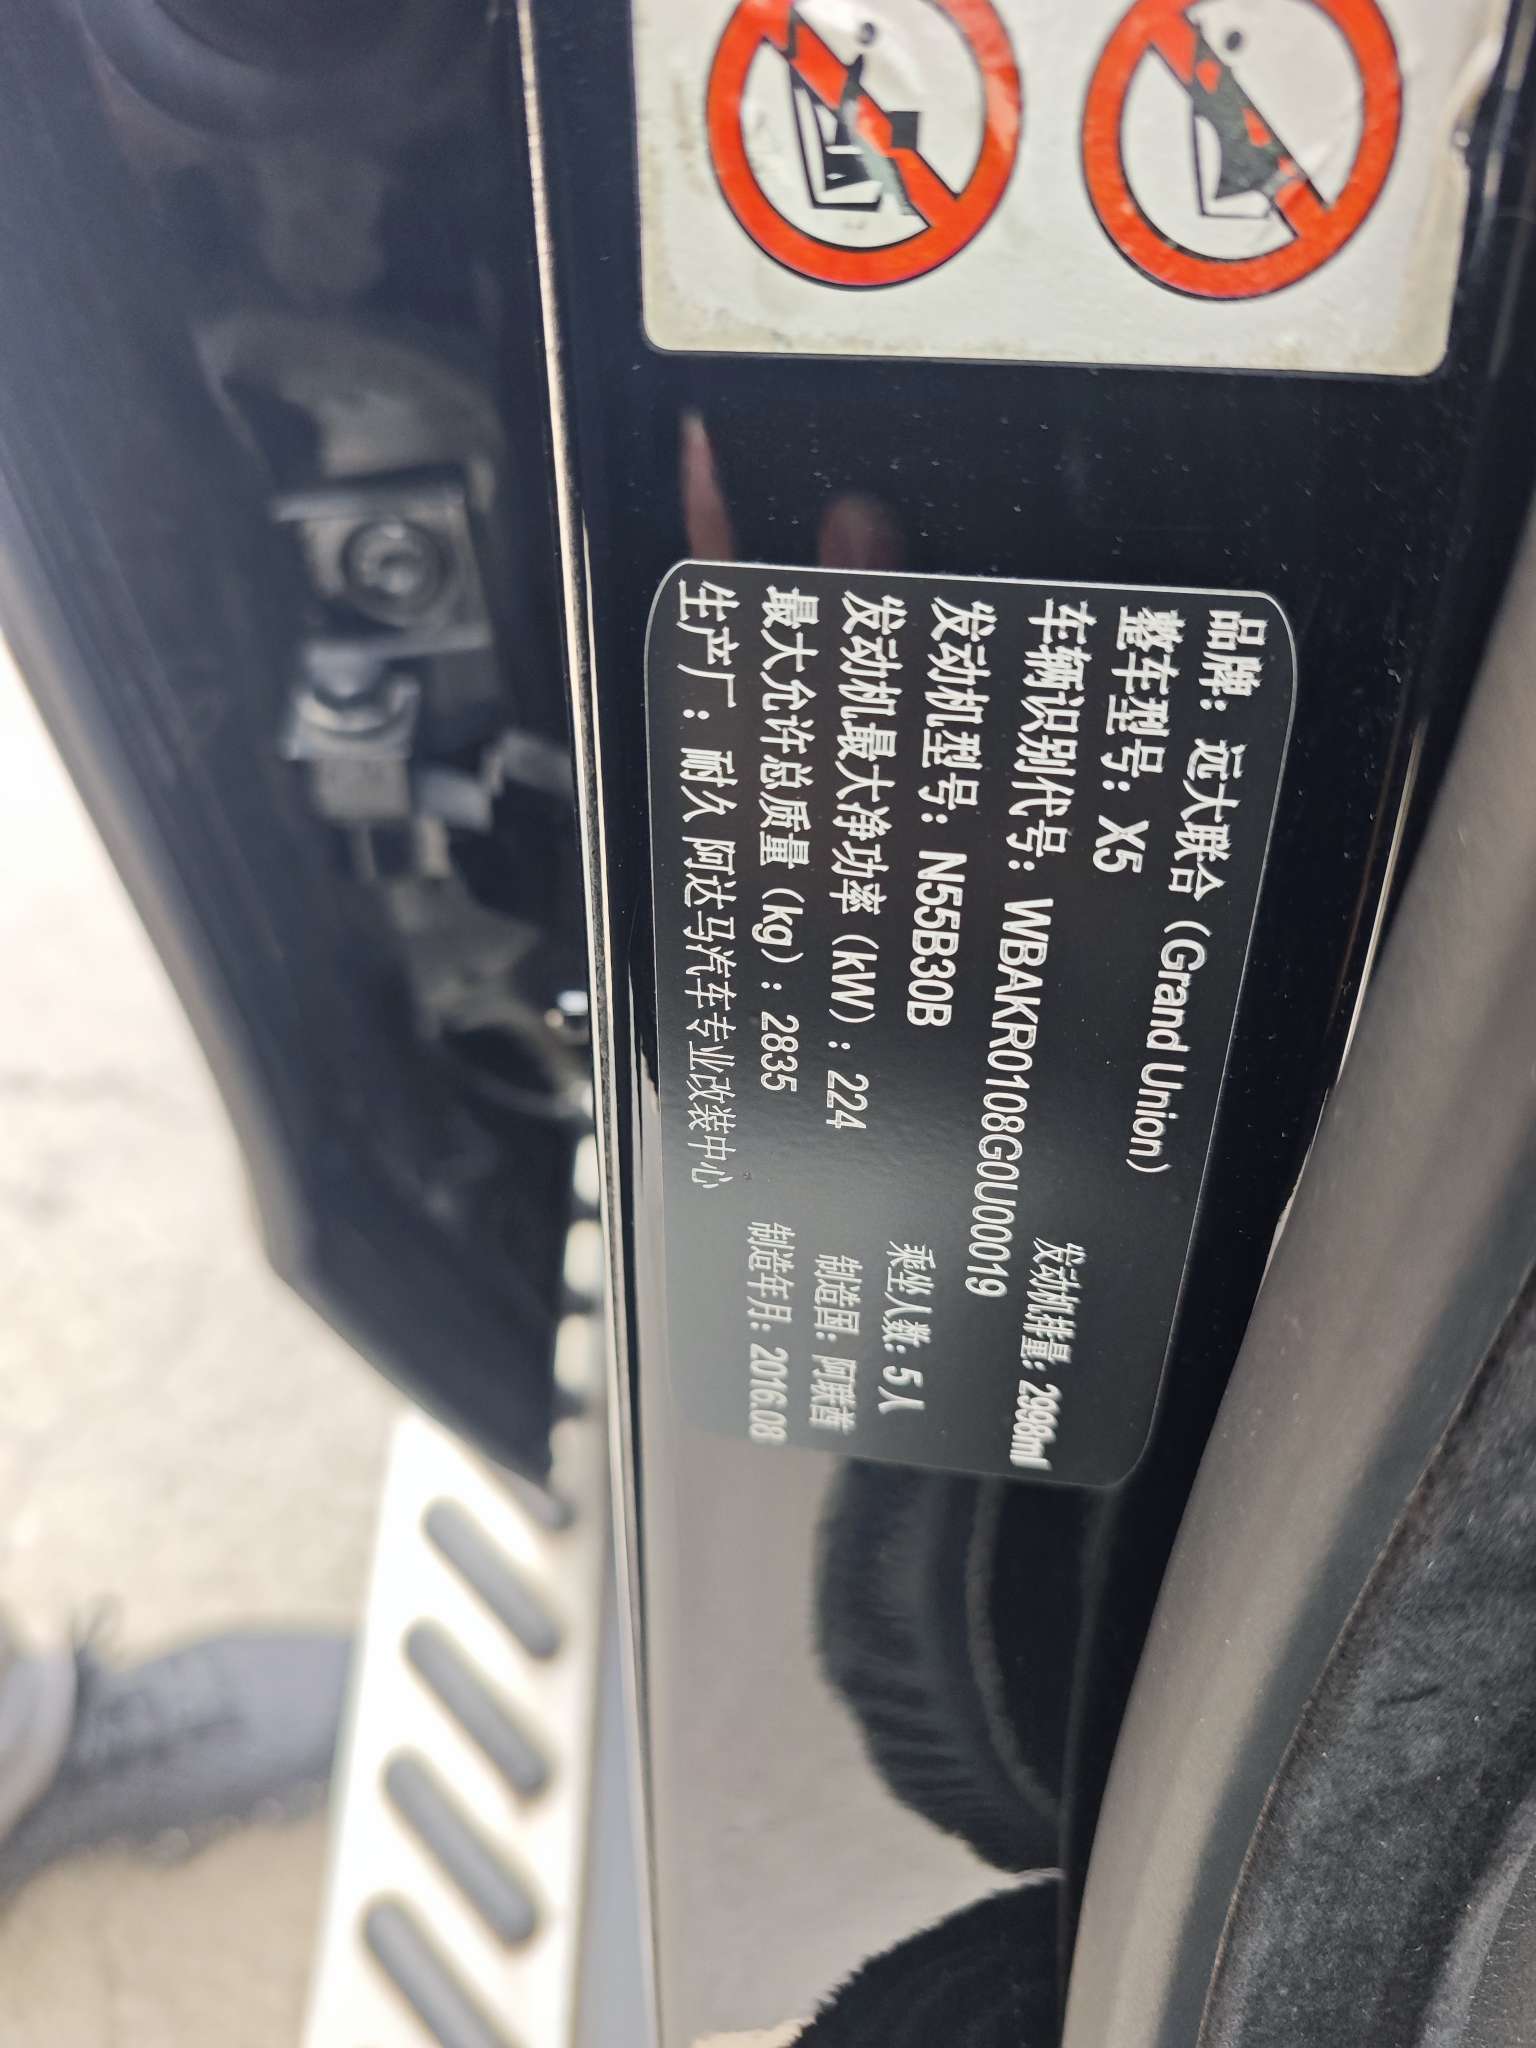 品牌：远大联合（Grand Union）
整车型号：X5
车辆识别代号：WBAKR0108G0U00019 发动机排量：2998ml
发动机型号：N55B30B
发动机最大净功率（kW）：224 乘坐人数：5人
最大允许总质量（kg）：2835 制造国：阿联酋
生产厂：耐久 阿达马汽车专业改装中心 制造年月：2016.08